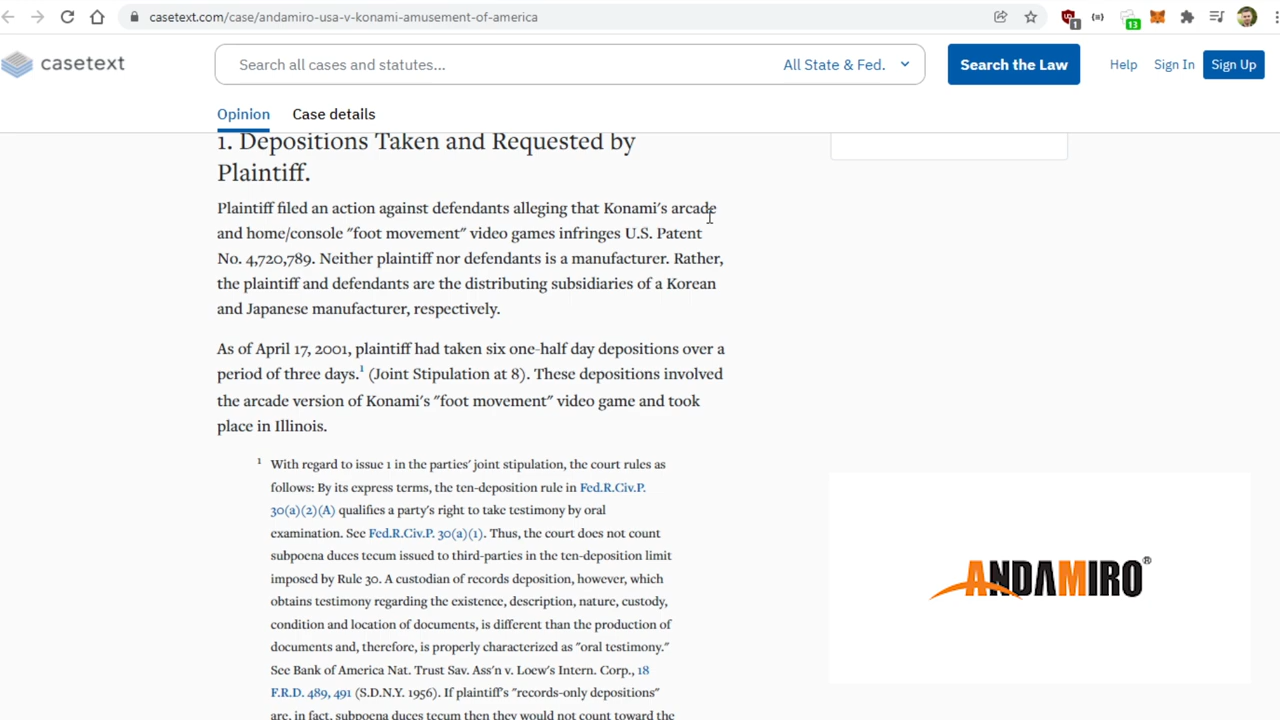 casetext.com/case/andamiro-usa-v-konami-amusement-of-america
1
13
casetext
Search all cases and statutes...
All State & Fed.
Search the Law
Help
Sign In
Sign Up
Opinion
Case details
1. Depositions Taken and Requested by
Plaintiff.
Plaintiff filed an action against defendants alleging that Konami's arcade
and home/console "foot movement" video games infringes U.S. Patent
No. 4,720,789. Neither plaintiff nor defendants is a manufacturer. Rather,
the plaintiff and defendants are the distributing subsidiaries of a Korean
and Japanese manufacturer, respectively.
As of April 17, 2001, plaintiff had taken six one-half day depositions over a
period of three days.1 (Joint Stipulation at 8). These depositions involved
the arcade version of Konami's "foot movement" video game and took
place in Illinois.
1 With regard to issue 1 in the parties' joint stipulation, the court rules as
follows: By its express terms, the ten-deposition rule in Fed.R.Civ.P.
30(a)(2)(A) qualifies a party's right to take testimony by oral
examination. See Fed.R.Civ.P. 30(a)(1). Thus, the court does not count
subpoena duces tecum issued to third-parties in the ten-deposition limit
imposed by Rule 30. A custodian of records deposition, however, which
obtains testimony regarding the existence, description, nature, custody,
condition and location of documents, is different than the production of
documents and, therefore, is properly characterized as "oral testimony."
See Bank of America Nat. Trust Sav. Ass'n v. Loew's Intern. Corp., 18
F.R.D. 489, 491 (S.D.N.Y. 1956). If plaintiff's "records-only depositions"
are, in fact, subpoena duces tecum then they would not count toward the
ANDAMIRO®